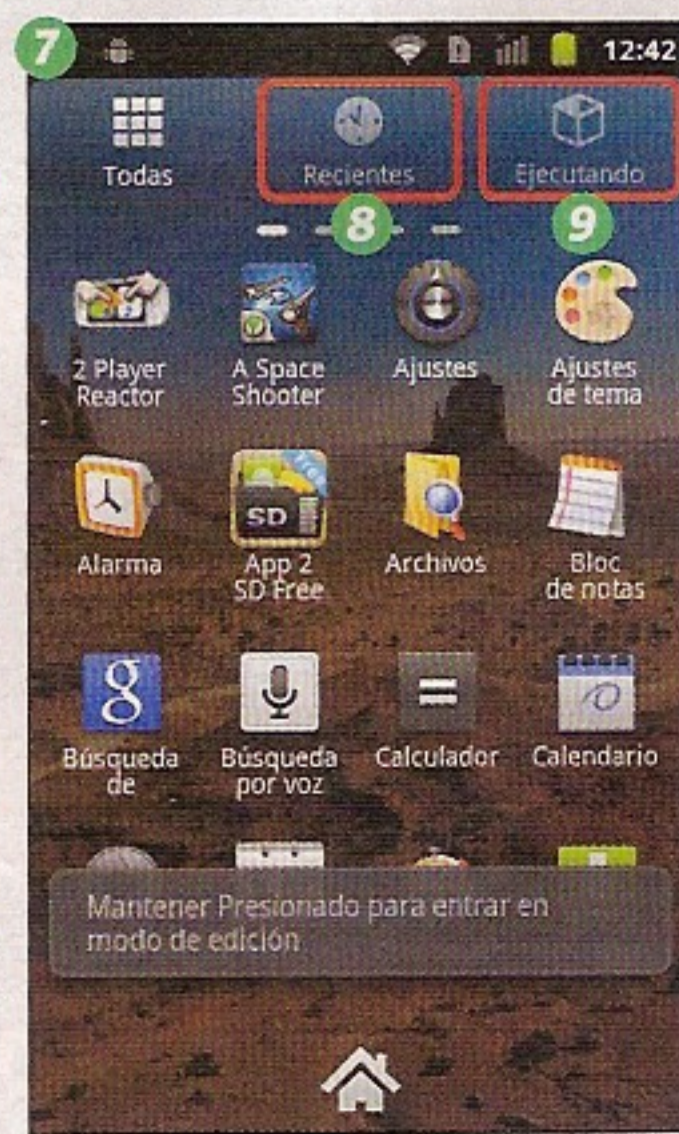 7
12:42
Todas
Recientes
Ejecutando
8
9
2 Player
Reactor
A Space
Shooter
Ajustes
Ajustes
de tema
Alarma
Free
SD
App 2
SD Free
Archivos
Bloc
de notas
g
Búsqueda
de
Búsqueda
por voz
Calculador
Calendario
Mantener Presionado para entrar en
modo de edición